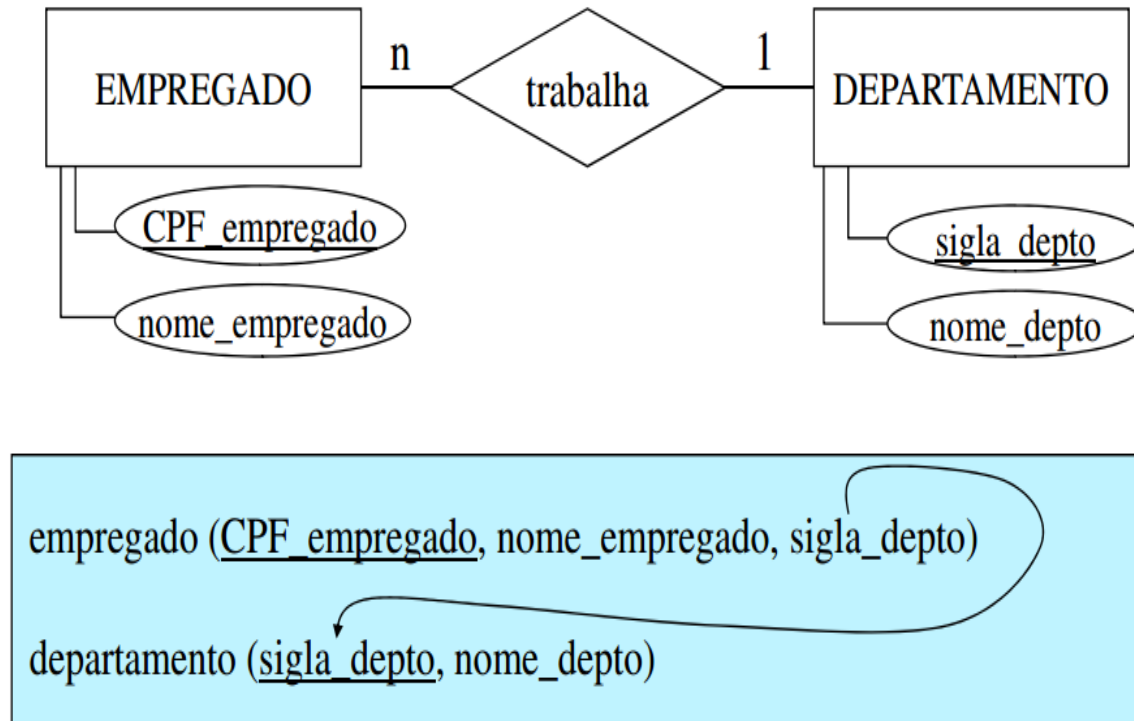 n
1
EMPREGADO
trabalha
DEPARTAMENTO
CPF_empregado
sigla_depto
nome_empregado
nome_depto
empregado (CPF_empregado, nome_empregado, sigla_depto)
departamento (sigla_depto, nome_depto)